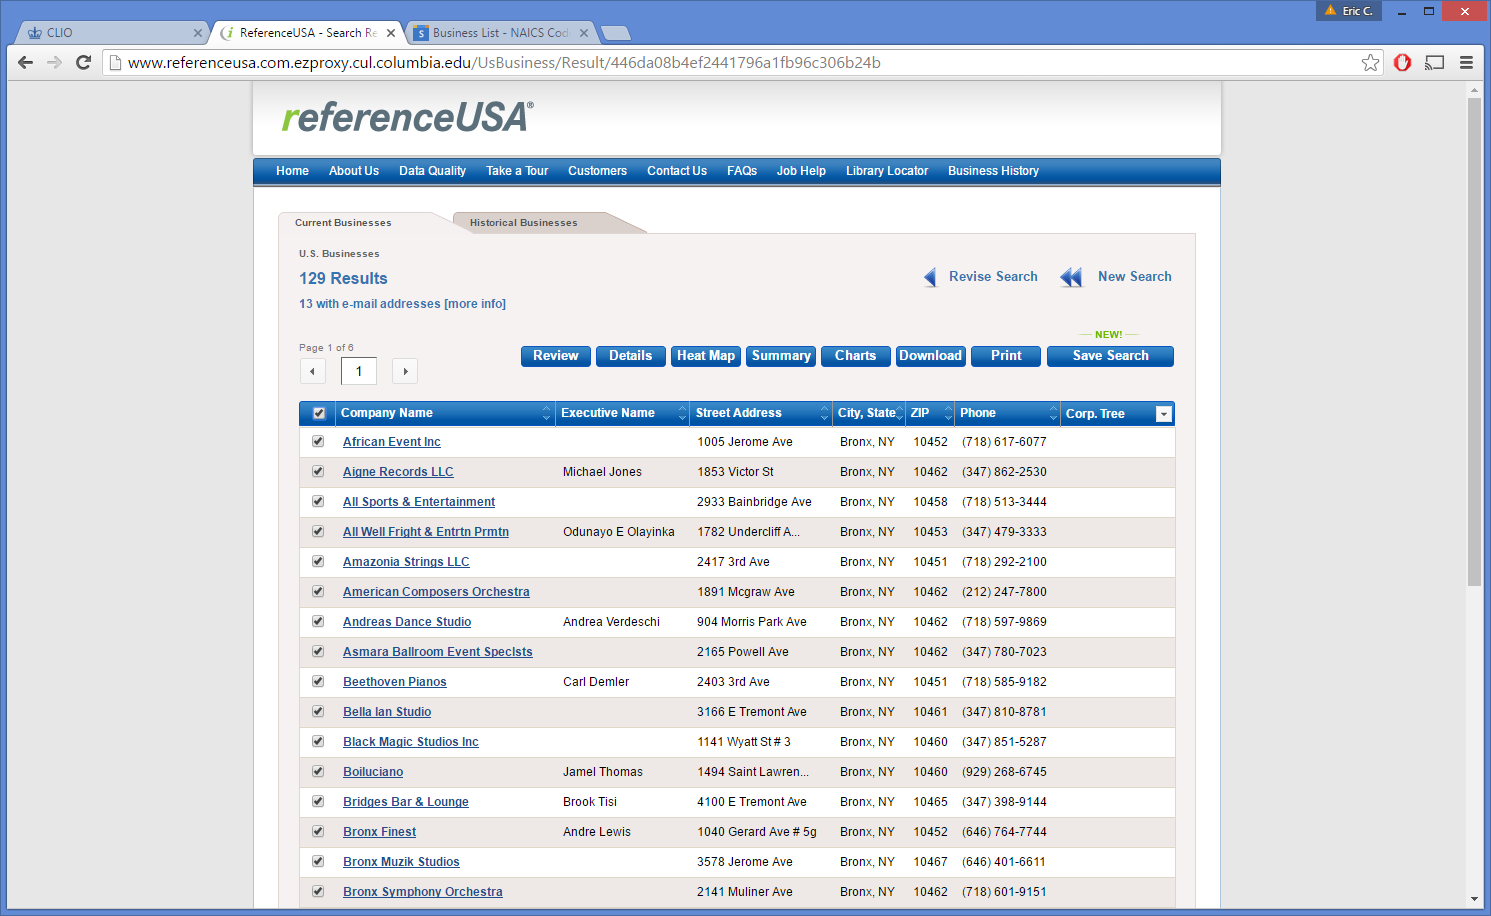 Eric C.
CLIO
ReferenceUSA - Search Re
Business List - NAICS Cod
www.referenceusa.com.ezproxy.cul.columbia.edu/UsBusiness/Result/446da08b4ef2441796a1fb96c306b24b
referenceUSA®
Home About Us Data Quality Take a Tour Customers Contact Us FAQs Job Help Library Locator Business History
Current Businesses Historical Businesses
U.S. Businesses
129 Results
Revise Search New Search
13 with e-mail addresses [more info]
NEW!
Page 1 of 6
1
Review Details Heat Map Summary Charts Download Print Save Search
Company Name Executive Name Street Address City, State ZIP Phone Corp. Tree
African Event Inc 1005 Jerome Ave Bronx, NY 10452 (718) 617-6077
Aigne Records LLC Michael Jones 1853 Victor St Bronx, NY 10462 (347) 862-2530
All Sports & Entertainment 2933 Bainbridge Ave Bronx, NY 10458 (718) 513-3444
All Well Fright & Entrtn Prmtn Odunayo E Olayinka 1782 Undercliff A... Bronx, NY 10453 (347) 479-3333
Amazonia Strings LLC 2417 3rd Ave Bronx, NY 10451 (718) 292-2100
American Composers Orchestra 1891 Mcgraw Ave Bronx, NY 10462 (212) 247-7800
Andreas Dance Studio Andrea Verdeschi 904 Morris Park Ave Bronx, NY 10462 (718) 597-9869
Asmara Ballroom Event Speclsts 2165 Powell Ave Bronx, NY 10462 (347) 780-7023
Beethoven Pianos Carl Demler 2403 3rd Ave Bronx, NY 10451 (718) 585-9182
Bella Ian Studio 3166 E Tremont Ave Bronx, NY 10461 (347) 810-8781
Black Magic Studios Inc 1141 Wyatt St # 3 Bronx, NY 10460 (347) 851-5287
Boiluciano Jamel Thomas 1494 Saint Lawren... Bronx, NY 10460 (929) 268-6745
Bridges Bar & Lounge Brook Tisi 4100 E Tremont Ave Bronx, NY 10465 (347) 398-9144
Bronx Finest Andre Lewis 1040 Gerard Ave # 5g Bronx, NY 10452 (646) 764-7744
Bronx Muzik Studios 3578 Jerome Ave Bronx, NY 10467 (646) 401-6611
Bronx Symphony Orchestra 2141 Muliner Ave Bronx, NY 10462 (718) 601-9151